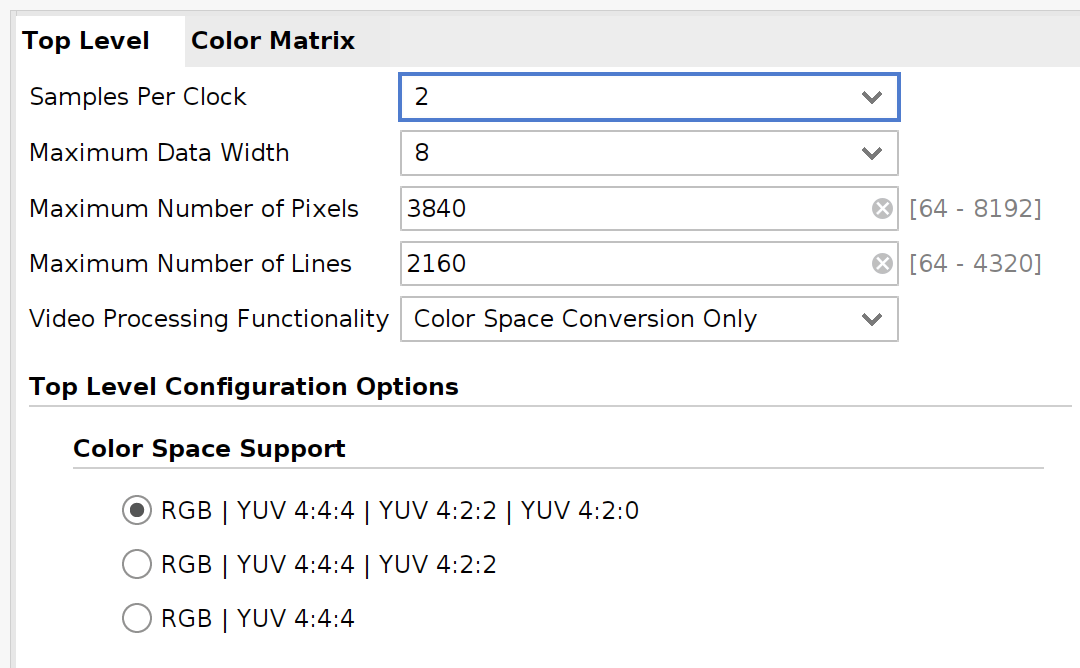 Top Level Color Matrix
Samples Per Clock 2
Maximum Data Width 8
Maximum Number of Pixels 3840 [64 - 8192]
Maximum Number of Lines 2160 [64 - 4320]
Video Processing Functionality Color Space Conversion Only
Top Level Configuration Options
Color Space Support
RGB | YUV 4:4:4 | YUV 4:2:2 | YUV 4:2:0
RGB | YUV 4:4:4 | YUV 4:2:2
RGB | YUV 4:4:4